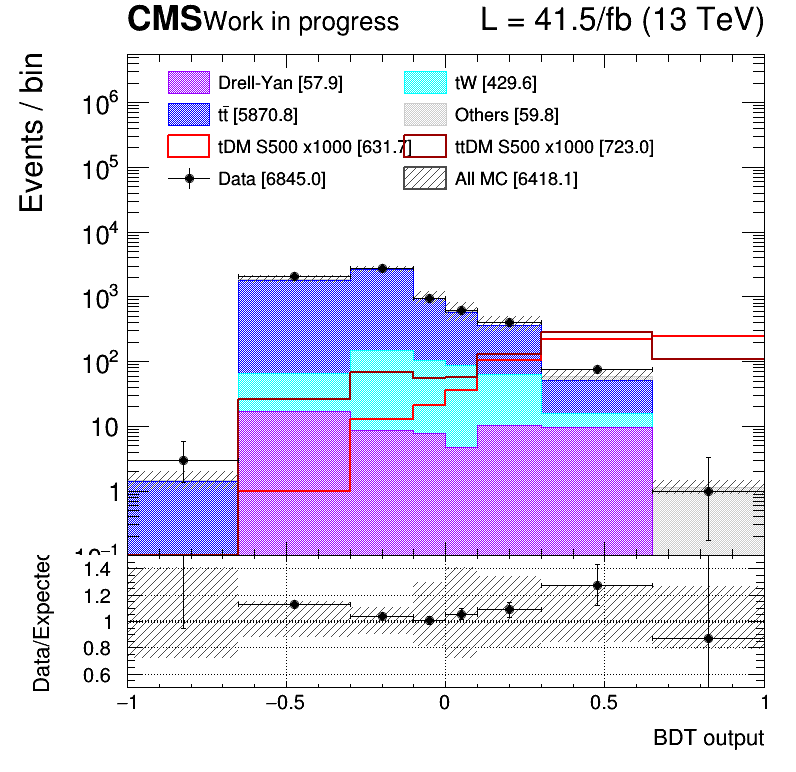 CMS Work in progress L = 41.5/fb (13 TeV)
Events / bin
Drell-Yan [57.9] tW [429.6]
tt̄ [5870.8] Others [59.8]
tDM S500 x1000 [631.7] ttDM S500 x1000 [723.0]
Data [6845.0] All MC [6418.1]
10⁶
10⁵
10⁴
10³
10²
10
1
10⁻¹
Data/Expected
1.4
1.2
1
0.8
0.6
−1 −0.5 0 0.5 1
BDT output